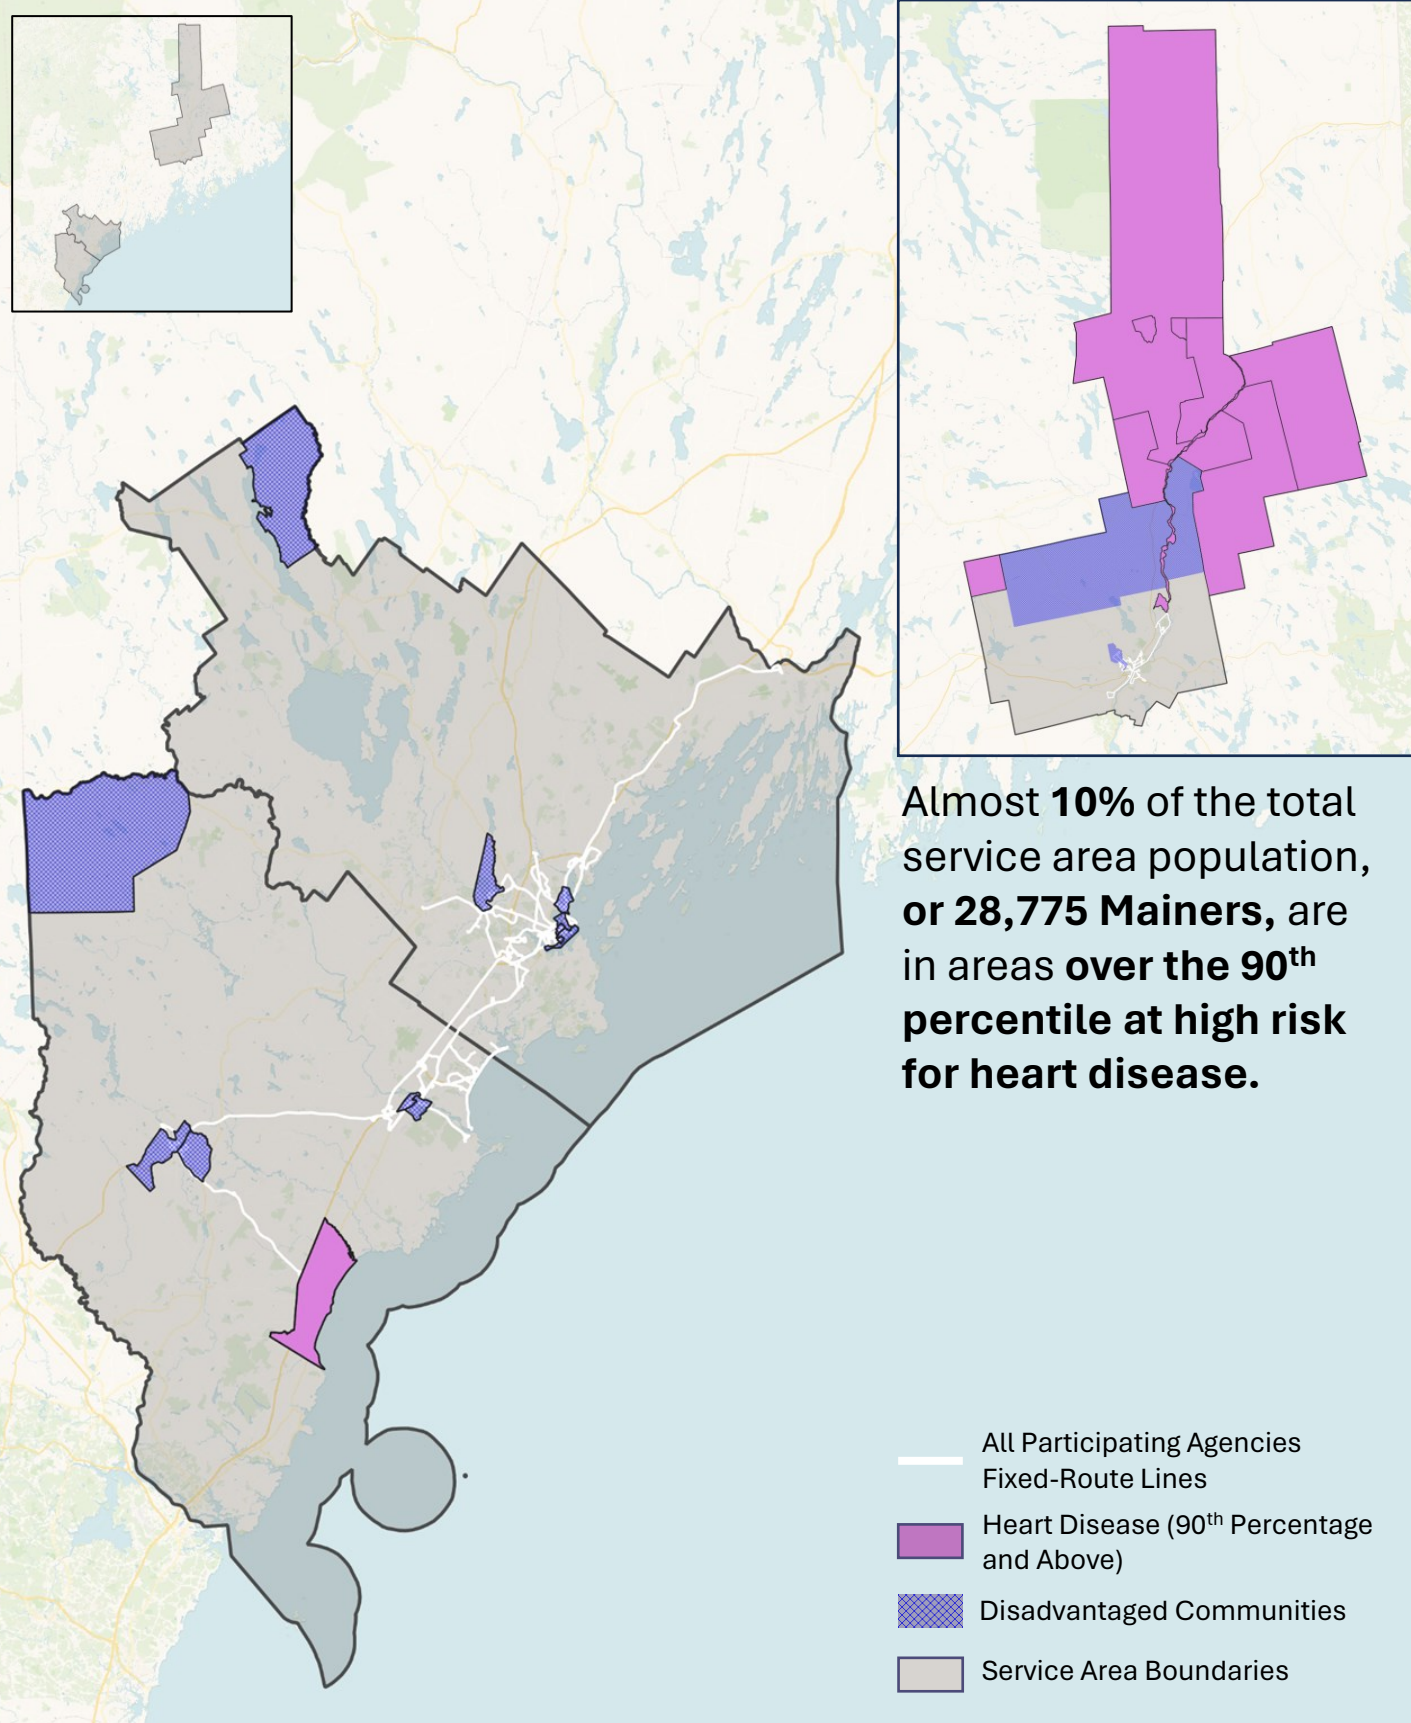 Almost 10% of the total
service area population,
or 28,775 Mainers, are
in areas over the 90th
percentile at high risk
for heart disease.
All Participating Agencies
Fixed-Route Lines
Heart Disease (90th Percentage
and Above)
Disadvantaged Communities
Service Area Boundaries